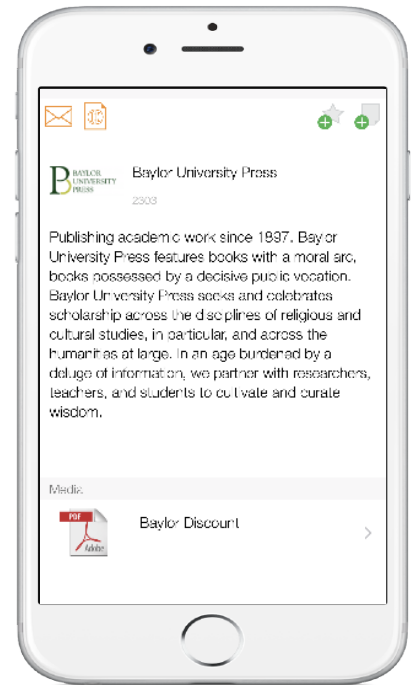 BAYLOR
UNIVERSITY
PRESS
Baylor University Press
2303
Publishing academic work since 1897. Baylor
University Press features books with a moral arc,
books possessed by a decisive public vocation.
Baylor University Press seeks and celebrates
scholarship across the disciplines of religious and
cultural studies, in particular, and across the
humanities at large. In an age burdened by a
deluge of information, we partner with researchers,
teachers, and students to cultivate and curate
wisdom.
Media
PDF
Adobe
Baylor Discount